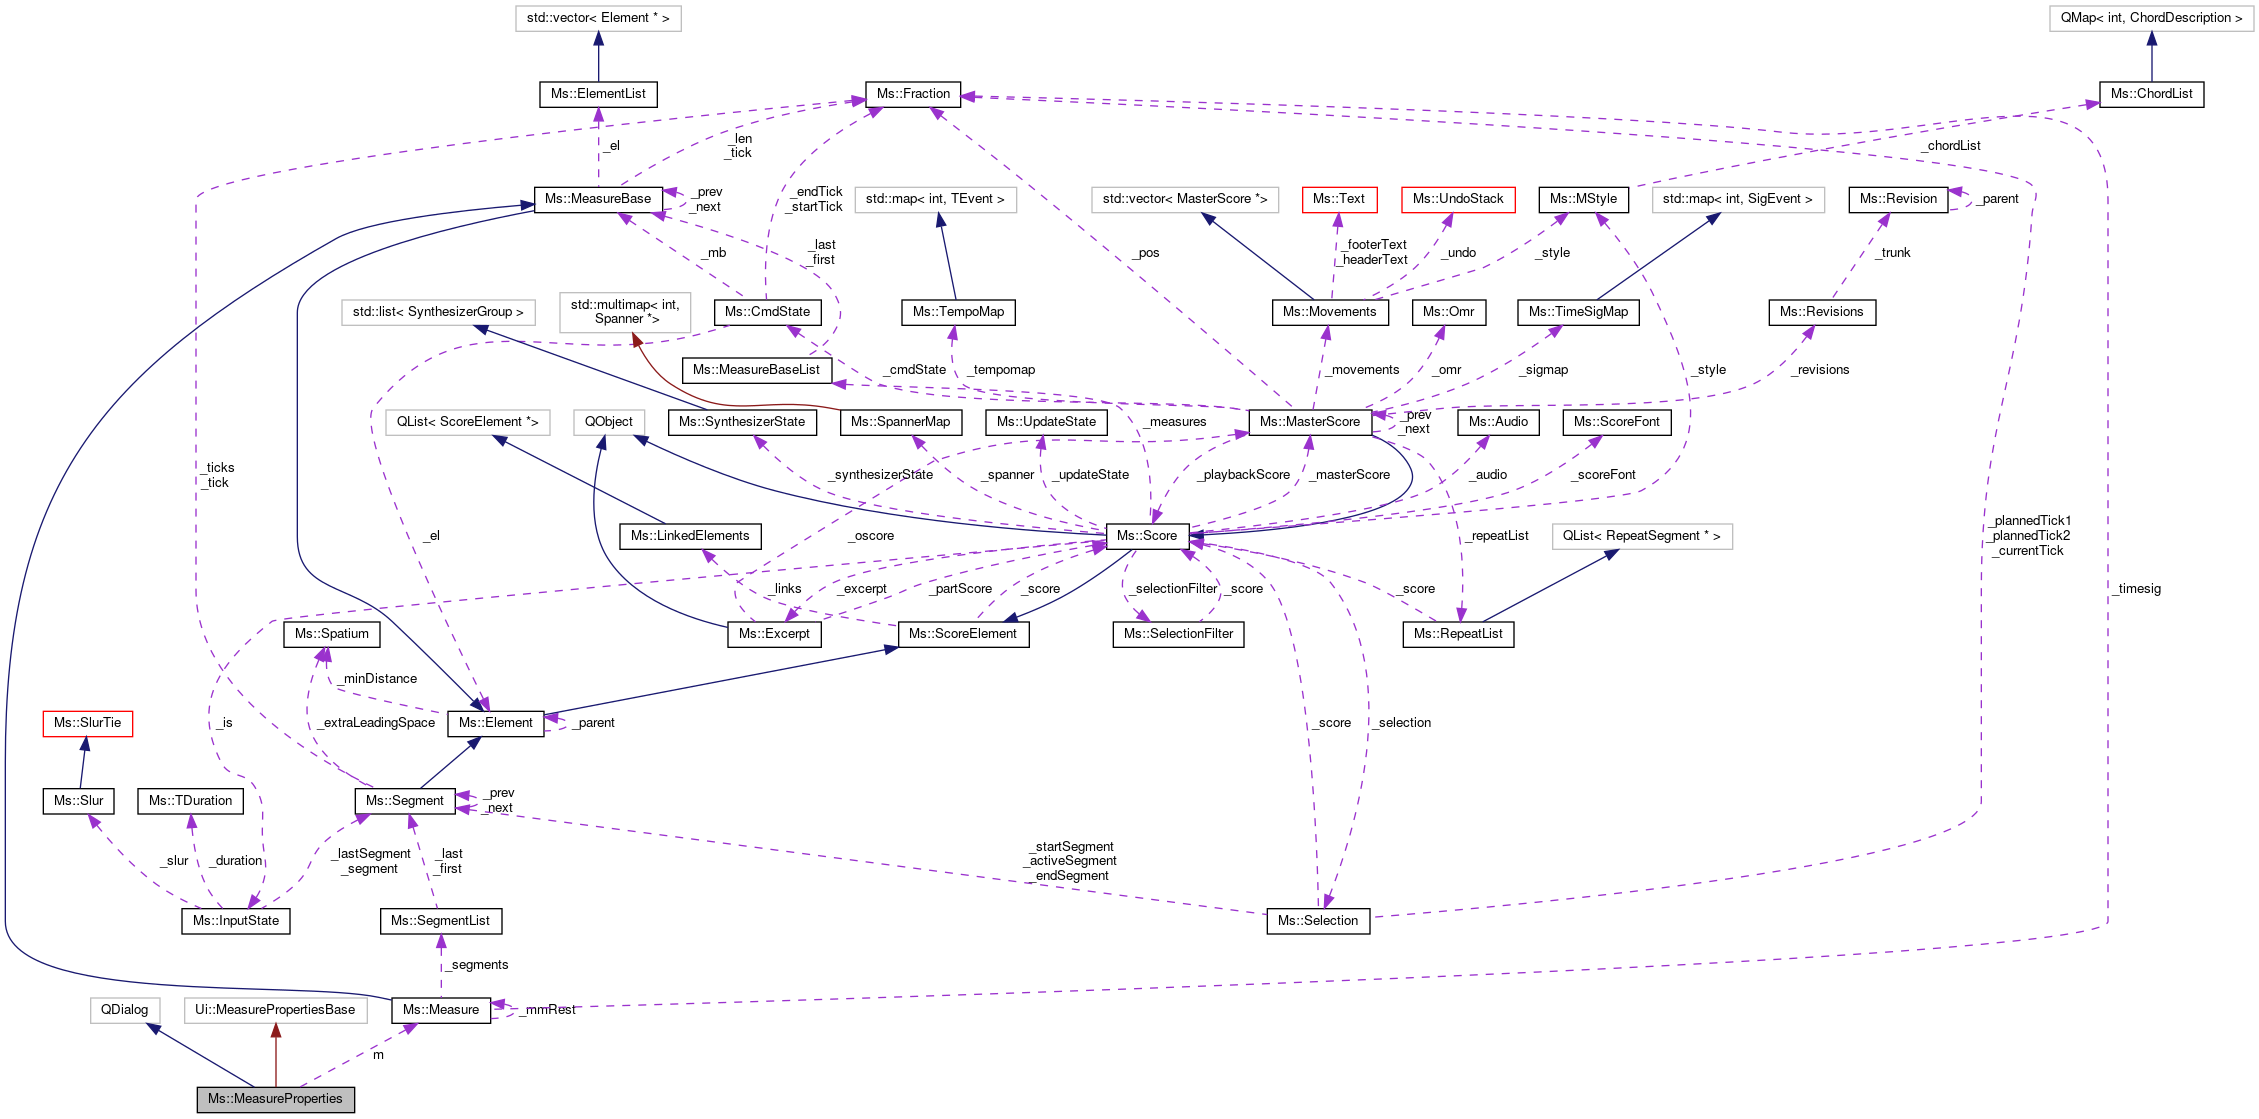 std::vector< Element * >
QMap< int, ChordDescription >
Ms::ElementList
Ms::Fraction
Ms::ChordList
_el
_len
_tick
_chordList
Ms::MeasureBase
_prev
_next
_endTick
_startTick
std::map< int, TEvent >
std::vector< MasterScore *>
Ms::Text
Ms::UndoStack
Ms::MStyle
std::map< int, SigEvent >
Ms::Revision
_parent
_mb
_last
_first
_pos
_footerText
_headerText
_undo
_style
_trunk
std::list< SynthesizerGroup >
std::multimap< int,
Spanner *>
Ms::CmdState
Ms::TempoMap
Ms::Movements
Ms::Omr
Ms::TimeSigMap
Ms::Revisions
Ms::MeasureBaseList
_cmdState
_tempomap
_movements
_omr
_sigmap
_style
_revisions
QList< ScoreElement *>
QObject
Ms::SynthesizerState
Ms::SpannerMap
Ms::UpdateState
_measures
Ms::MasterScore
_prev
_next
Ms::Audio
Ms::ScoreFont
_ticks
_tick
_synthesizerState
_spanner
_updateState
_playbackScore
_masterScore
_audio
_scoreFont
_el
Ms::LinkedElements
_oscore
Ms::Score
_repeatList
QList< RepeatSegment * >
_plannedTick1
_plannedTick2
_currentTick
_links
_excerpt
_partScore
_score
_selectionFilter
_score
_score
_timesig
Ms::Spatium
Ms::Excerpt
Ms::ScoreElement
Ms::SelectionFilter
Ms::RepeatList
_minDistance
Ms::SlurTie
_is
_extraLeadingSpace
Ms::Element
_parent
_score
_selection
Ms::Slur
Ms::TDuration
Ms::Segment
_prev
_next
_slur
_duration
_lastSegment
_segment
_last
_first
_startSegment
_activeSegment
_endSegment
Ms::InputState
Ms::SegmentList
Ms::Selection
_segments
QDialog
Ui::MeasurePropertiesBase
Ms::Measure
_mmRest
m
Ms::MeasureProperties